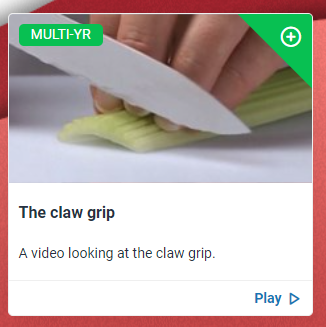 MULTI-YR
The claw grip
A video looking at the claw grip.
Play